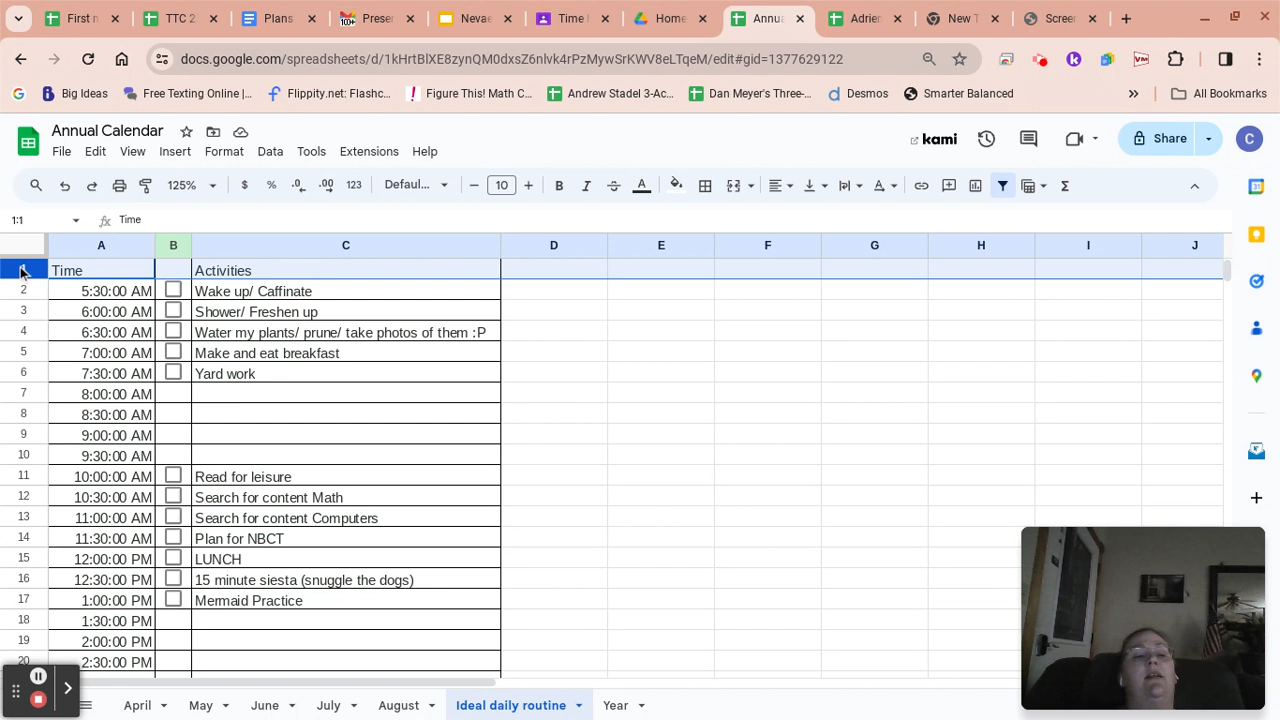 First n
TTC 2
Plans
10+ Preser
Nevae
Time l
Home
Annua
Adrien
New T
Screer
docs.google.com/spreadsheets/d/1kHrtBlXE8zynQM0dxsZ6nlvk4rPzMywSrKWV8eLTqeM/edit#gid=1377629122
Big Ideas
Free Texting Online |...
Flippity.net: Flashc...
Figure This! Math C...
Andrew Stadel 3-Ac...
Dan Meyer's Three-...
Desmos
Smarter Balanced
All Bookmarks
Annual Calendar
File Edit View Insert Format Data Tools Extensions Help
kami
Share
C
125% $ % .0 .00 123 Defaul... 10 B I S A
1:1 fx Time
A B C D E F G H I J
1 Time Activities
2 5:30:00 AM Wake up/ Caffinate
3 6:00:00 AM Shower/ Freshen up
4 6:30:00 AM Water my plants/ prune/ take photos of them :P
5 7:00:00 AM Make and eat breakfast
6 7:30:00 AM Yard work
7 8:00:00 AM
8 8:30:00 AM
9 9:00:00 AM
10 9:30:00 AM
11 10:00:00 AM Read for leisure
12 10:30:00 AM Search for content Math
13 11:00:00 AM Search for content Computers
14 11:30:00 AM Plan for NBCT
15 12:00:00 PM LUNCH
16 12:30:00 PM 15 minute siesta (snuggle the dogs)
17 1:00:00 PM Mermaid Practice
18 1:30:00 PM
19 2:00:00 PM
20 2:30:00 PM
April May June July August Ideal daily routine Year